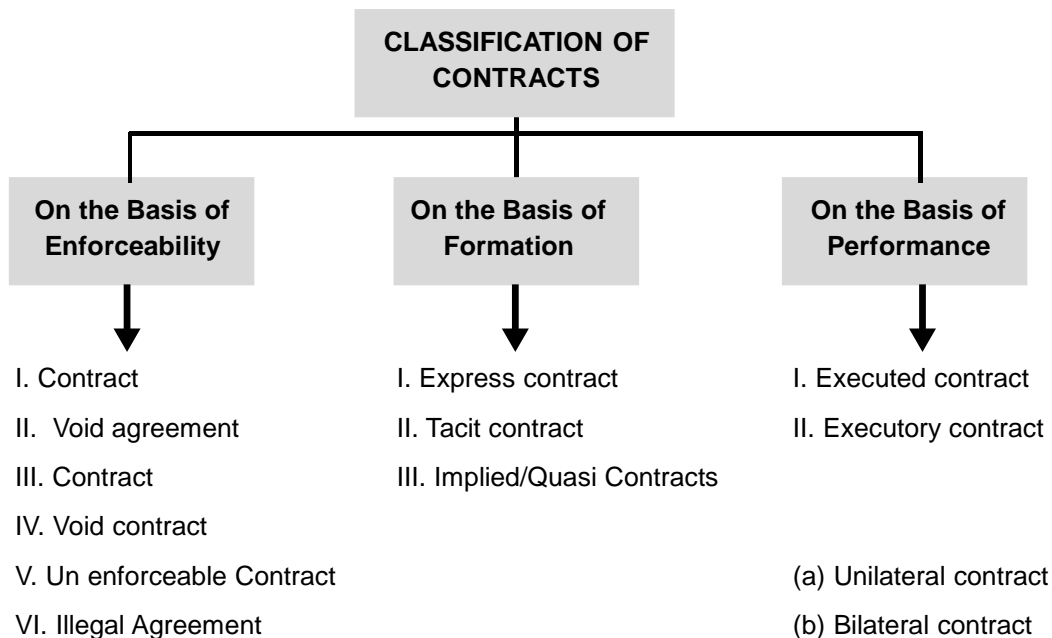 CLASSIFICATION OF
CONTRACTS
On the Basis of
Enforceability
I. Contract
II. Void agreement
III. Contract
IV. Void contract
V. Un enforceable Contract
VI. Illegal Agreement
On the Basis of
Formation
I. Express contract
II. Tacit contract
III. Implied/Quasi Contracts
On the Basis of
Performance
I. Executed contract
II. Executory contract
(a) Unilateral contract
(b) Bilateral contract